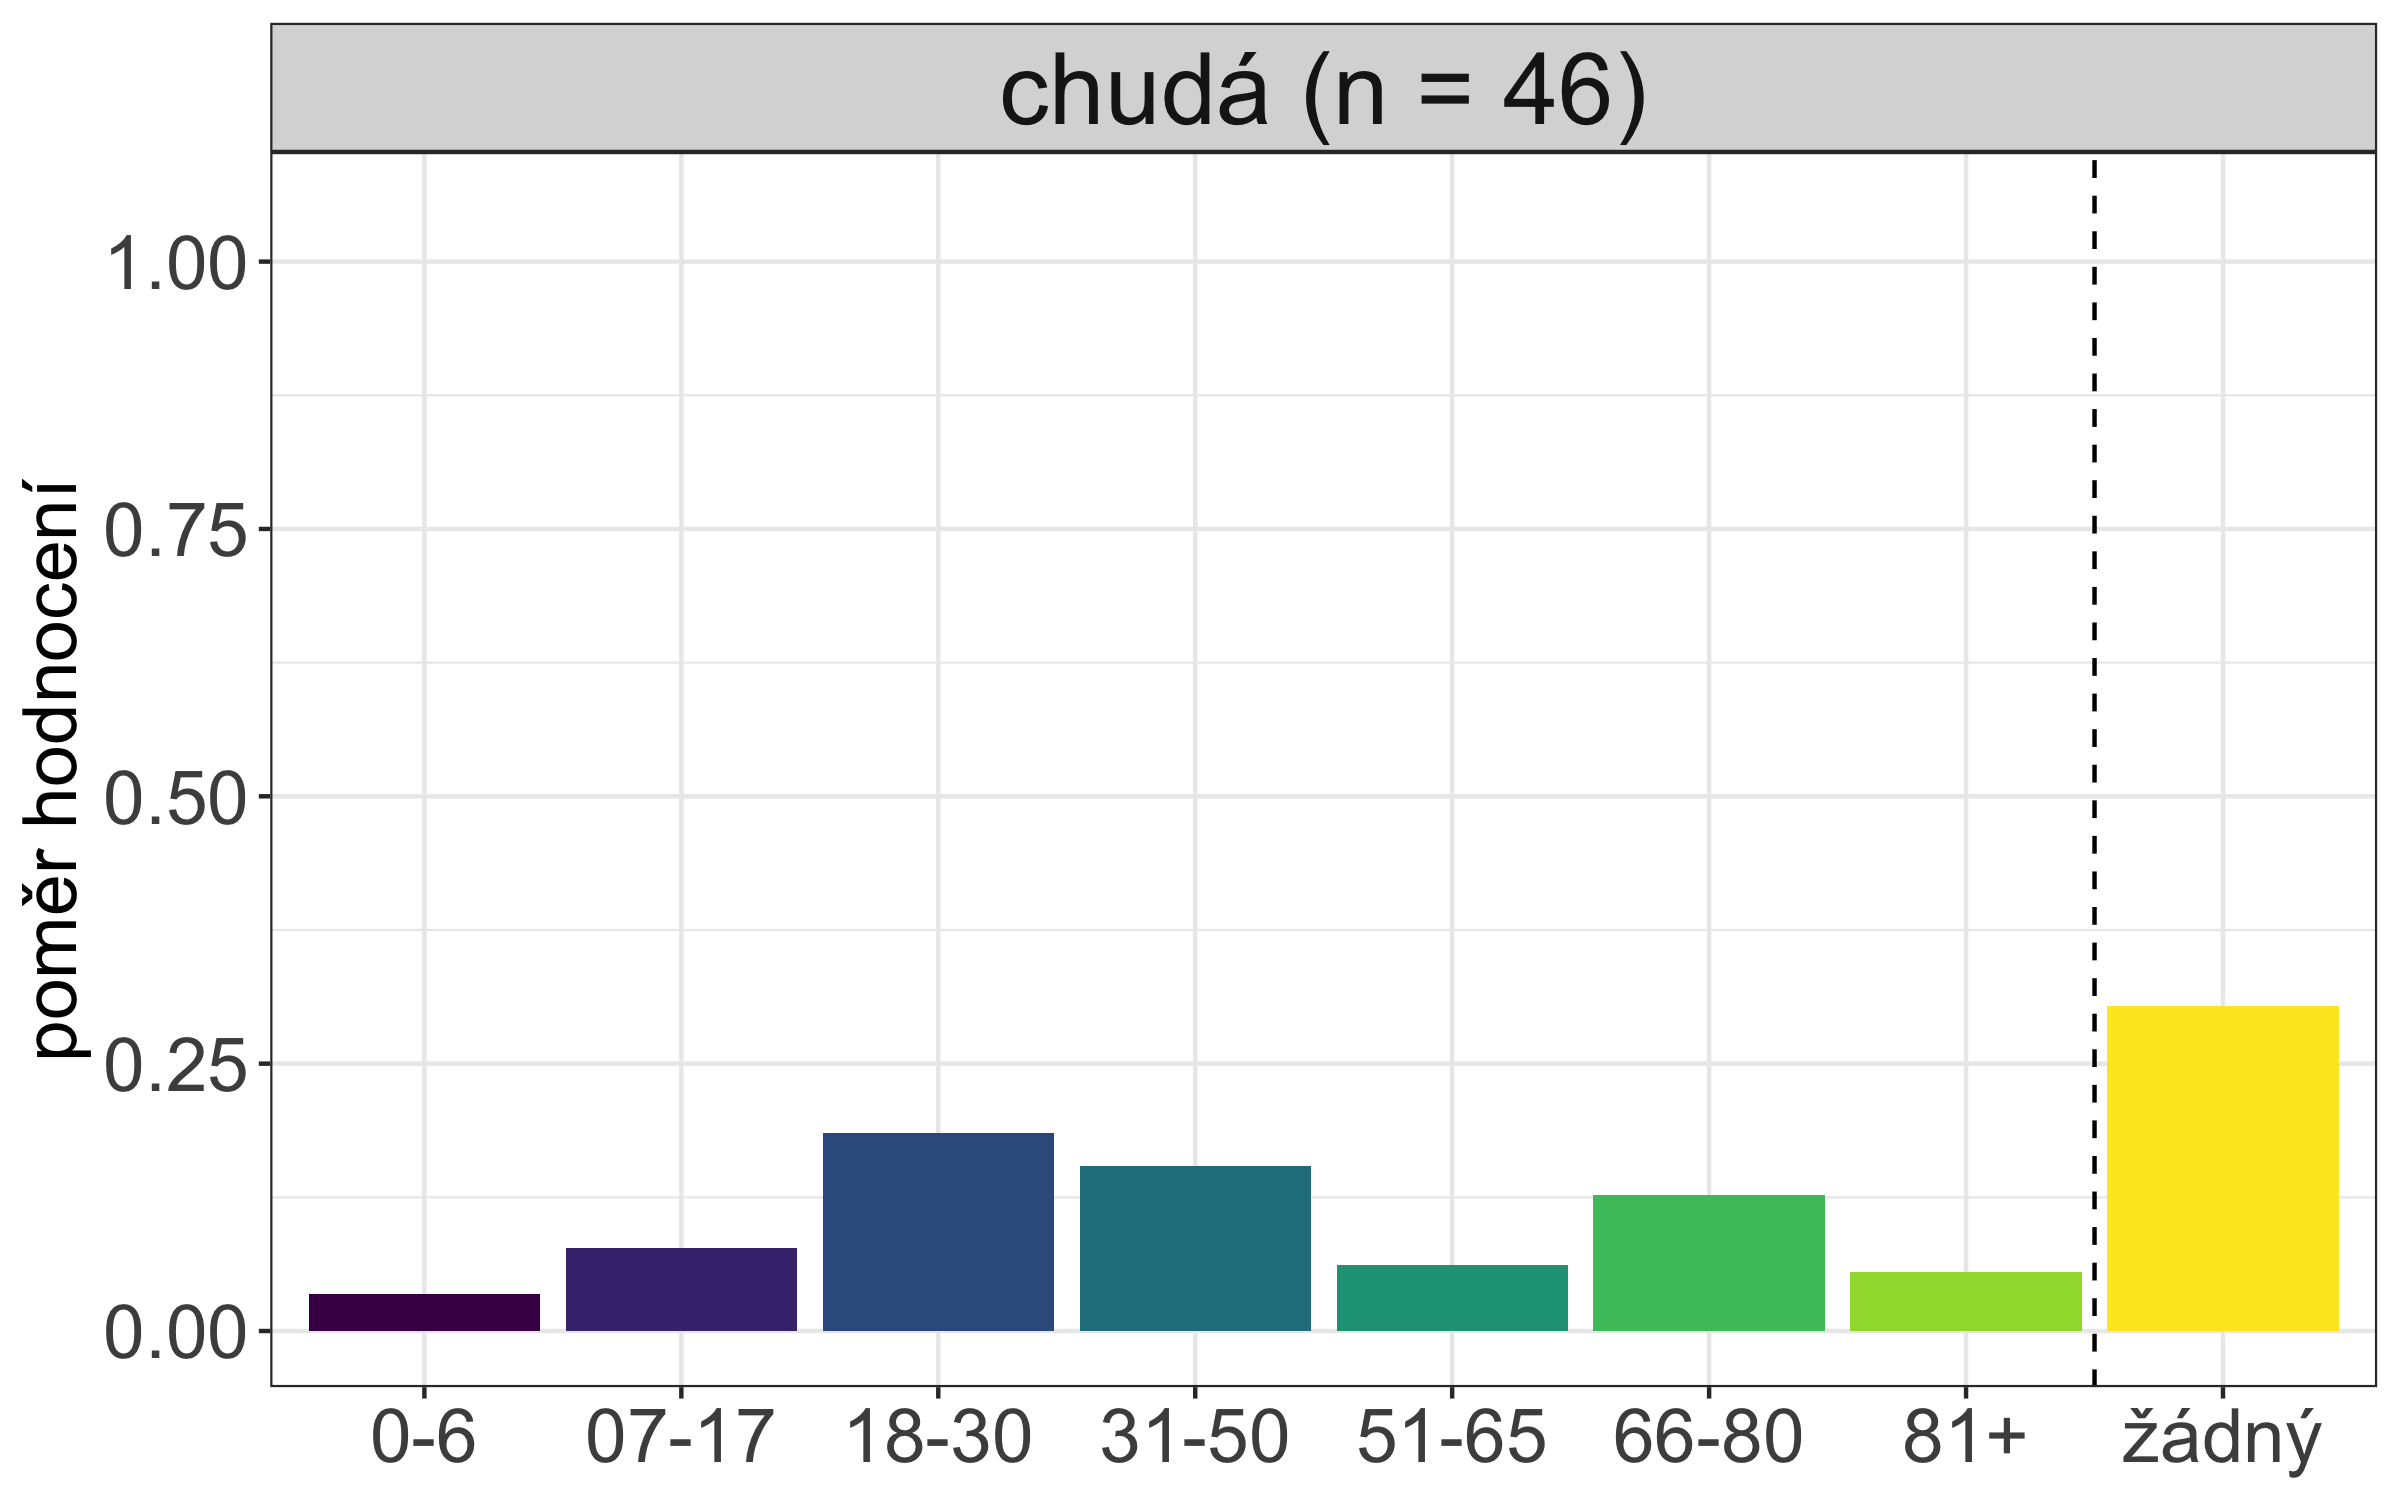 chudá (n = 46)
poměr hodnocení
1.00
0.75
0.50
0.25
0.00
0-6 07-17 18-30 31-50 51-65 66-80 81+ žádný